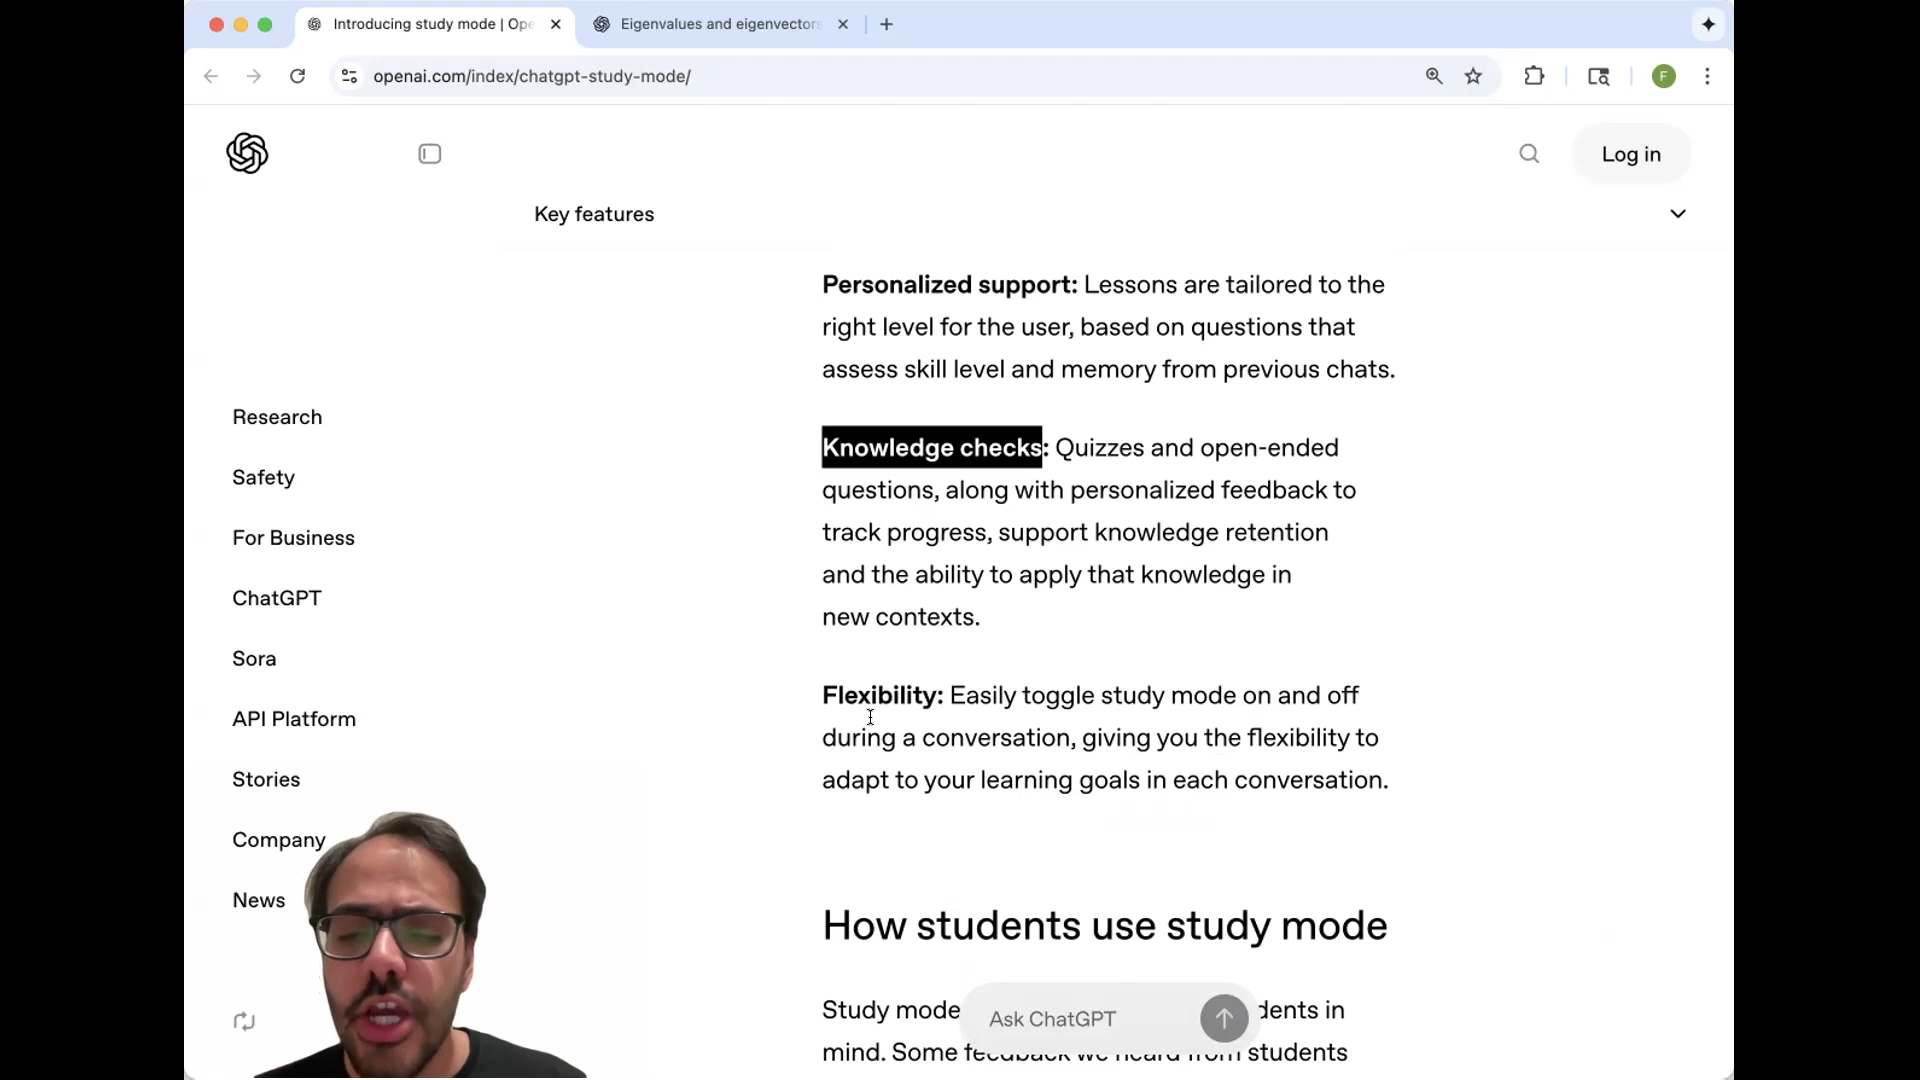 Introducing study mode | Ope
Eigenvalues and eigenvectors
openai.com/index/chatgpt-study-mode/
F
Log in
Key features
Personalized support: Lessons are tailored to the
right level for the user, based on questions that
assess skill level and memory from previous chats.
Knowledge checks: Quizzes and open-ended
questions, along with personalized feedback to
track progress, support knowledge retention
and the ability to apply that knowledge in
new contexts.
Flexibility: Easily toggle study mode on and off
during a conversation, giving you the flexibility to
adapt to your learning goals in each conversation.
How students use study mode
Study mode dents in
mind. Some feedback we heard from students
Research
Safety
For Business
ChatGPT
Sora
API Platform
Stories
Company
News
Ask ChatGPT